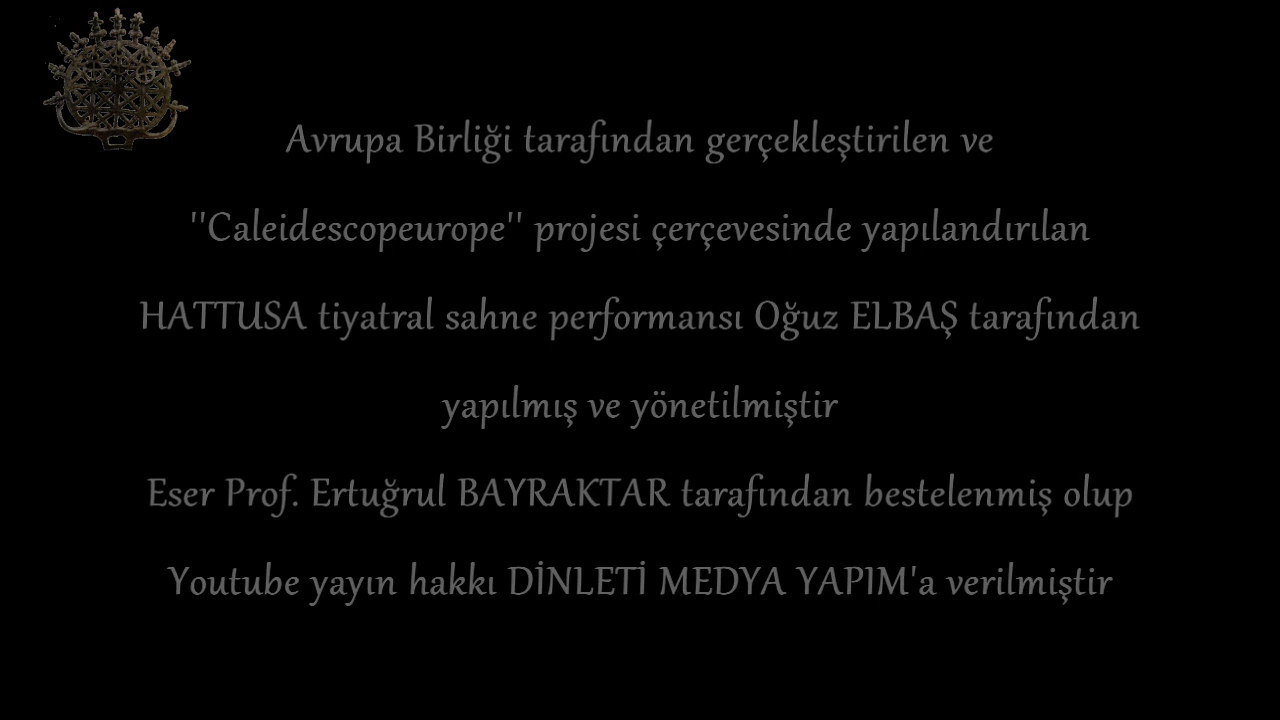 Avrupa Birliği tarafından gerçekleştirilen ve
''Caleidescopeurope'' projesi çerçevesinde yapılandırılan
HATTUSA tiyatral sahne performansı Oğuz ELBAŞ tarafından
yapılmış ve yönetilmiştir
Eser Prof. Ertuğrul BAYRAKTAR tarafından bestelenmiş olup
Youtube yayın hakkı DİNLETİ MEDYA YAPIM'a verilmiştir